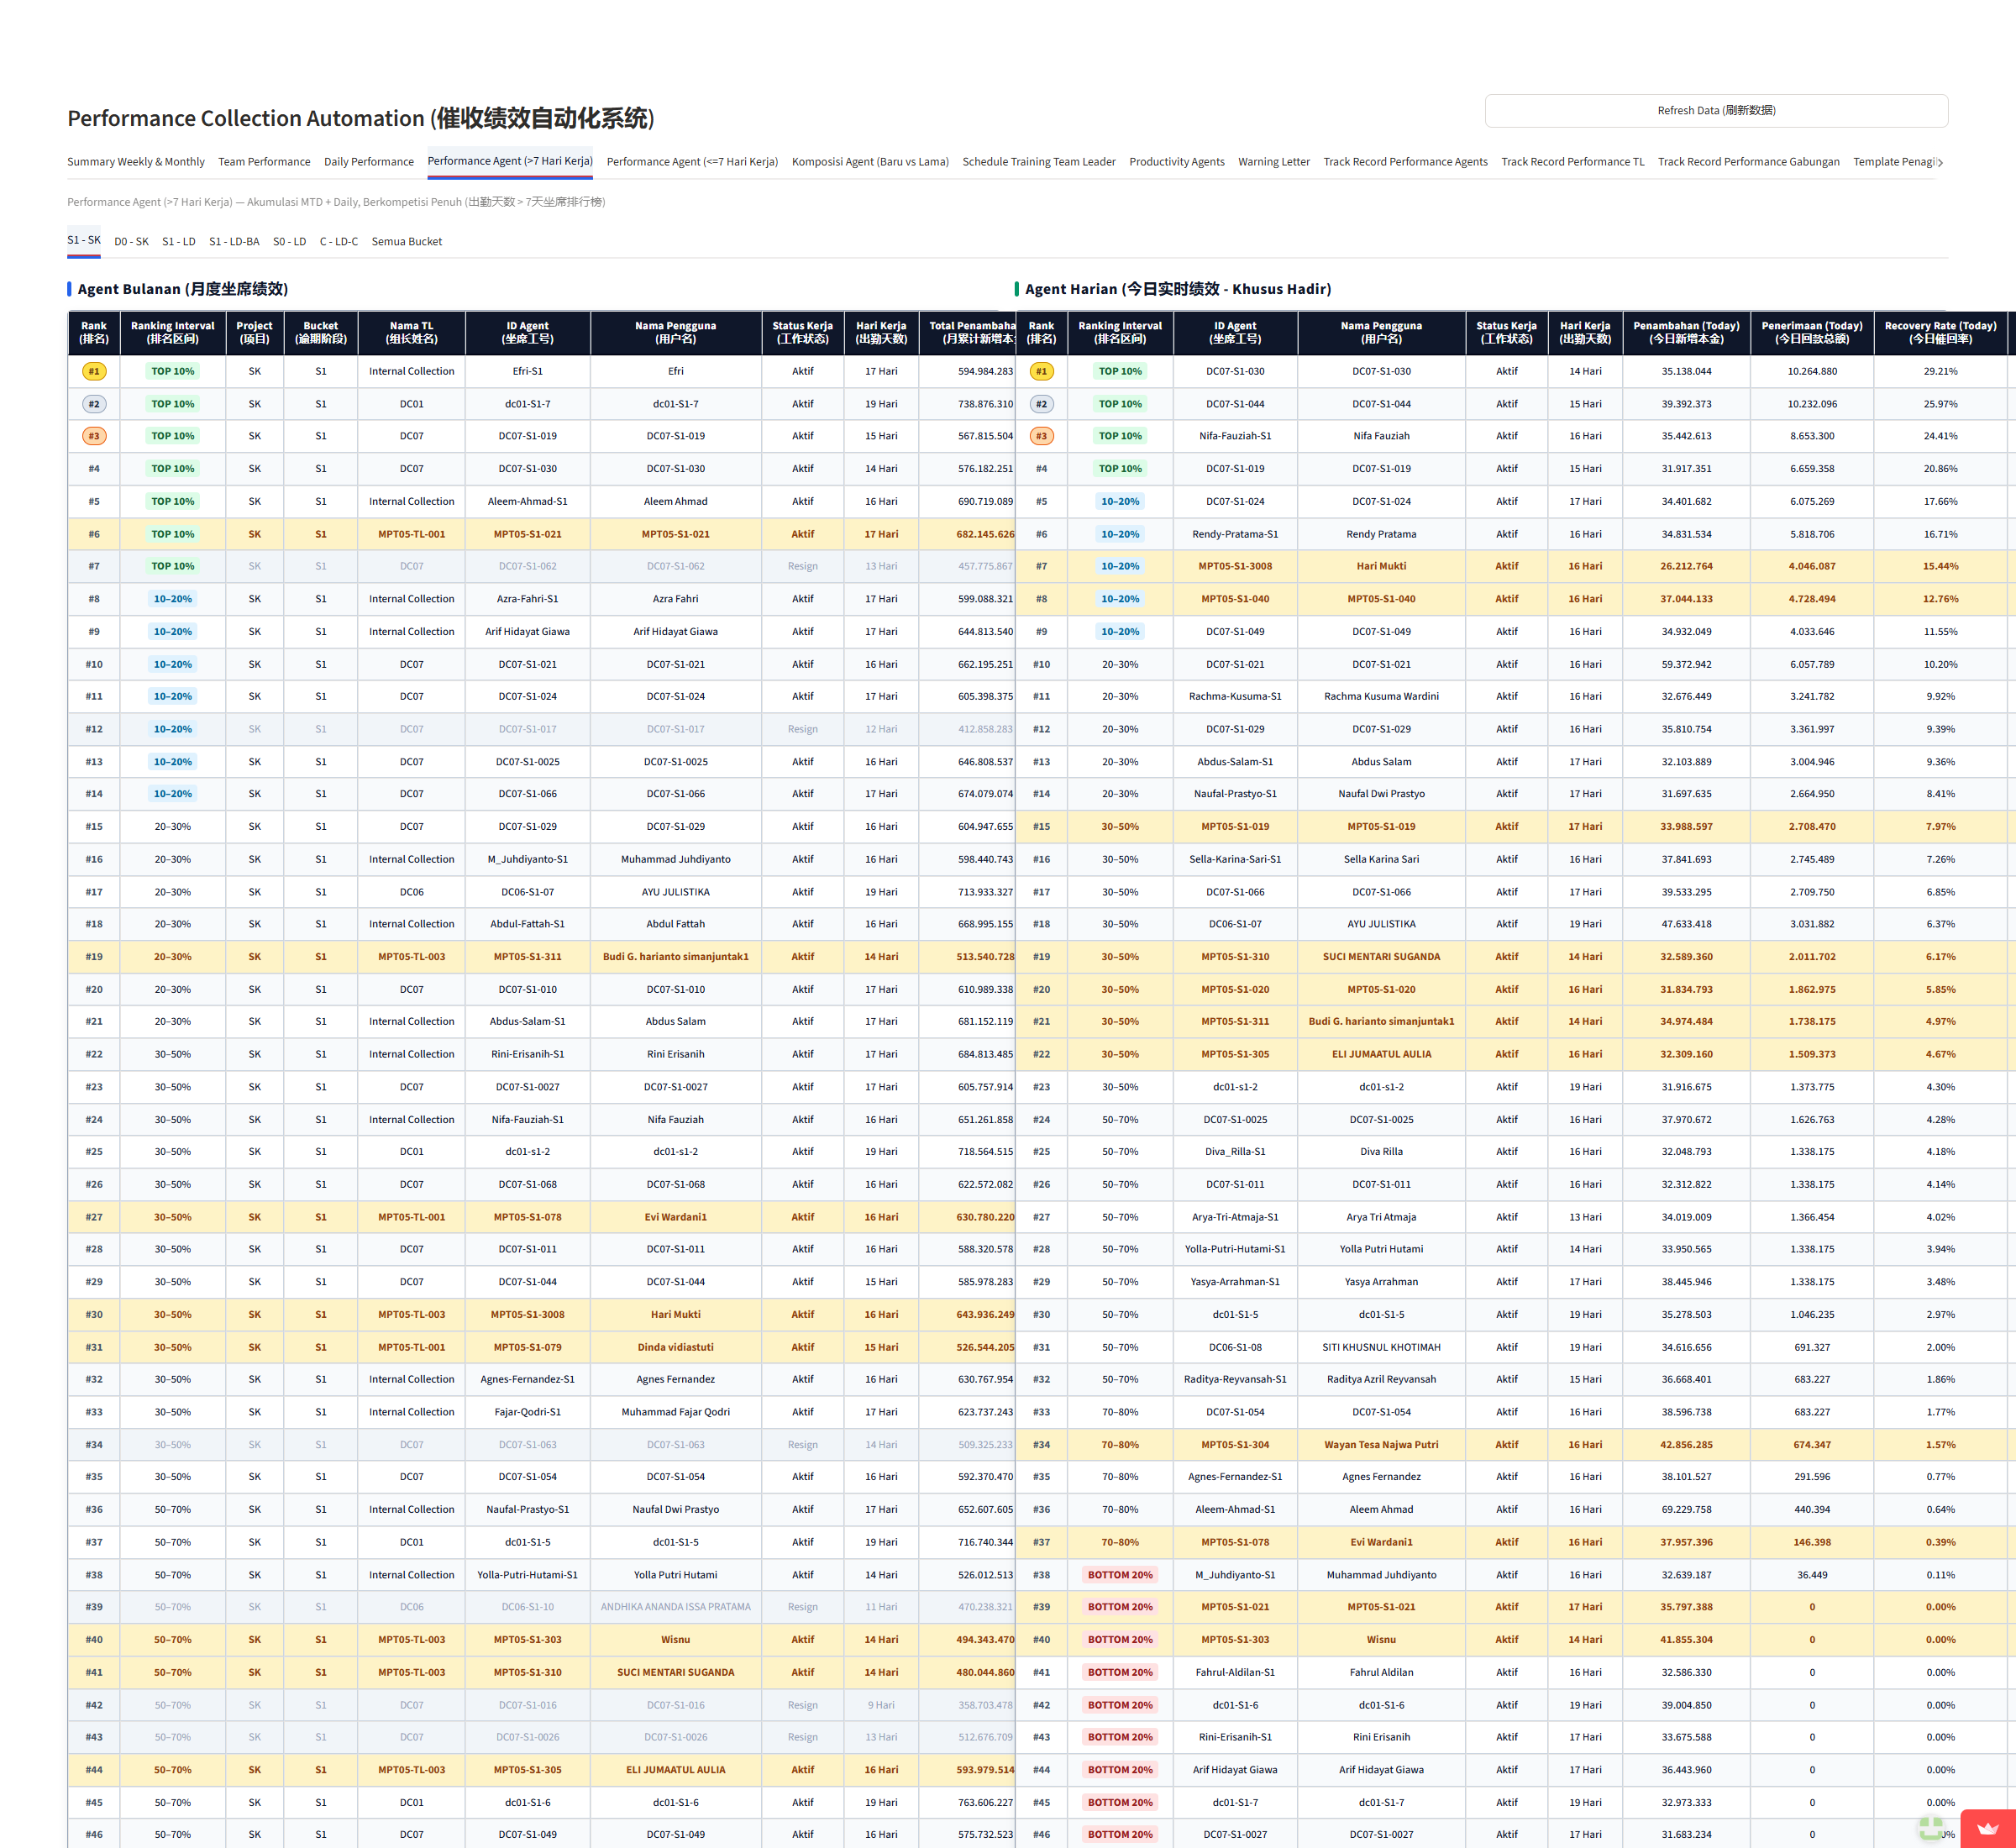 Performance Collection Automation (催收绩效自动化系统)
Refresh Data (刷新数据)
Summary Weekly & Monthly Team Performance Daily Performance Performance Agent (>7 Hari Kerja) Performance Agent (<=7 Hari Kerja) Komposisi Agent (Baru vs Lama) Schedule Training Team Leader Productivity Agents Warning Letter Track Record Performance Agents Track Record Performance TL Track Record Performance Gabungan Template Penagi
Performance Agent (>7 Hari Kerja) — Akumulasi MTD + Daily, Berkompetisi Penuh (出勤天数 > 7天坐席排行榜)
S1 - SK D0 - SK S1 - LD S1 - LD-BA S0 - LD C - LD-C Semua Bucket
Agent Bulanan (月度坐席绩效)
Rank Ranking Interval Project Bucket Nama TL ID Agent Nama Pengguna Status Kerja Hari Kerja Total Penambaha
(排名) (排名区间) (项目) (逾期阶段) (组长姓名) (坐席工号) (用户名) (工作状态) (出勤天数) (月累计新增本
#1 TOP 10% SK S1 Internal Collection Efri-S1 Efri Aktif 17 Hari 594.984.283
#2 TOP 10% SK S1 DC01 dc01-S1-7 dc01-S1-7 Aktif 19 Hari 738.876.310
#3 TOP 10% SK S1 DC07 DC07-S1-019 DC07-S1-019 Aktif 15 Hari 567.815.504
#4 TOP 10% SK S1 DC07 DC07-S1-030 DC07-S1-030 Aktif 14 Hari 576.182.251
#5 TOP 10% SK S1 Internal Collection Aleem-Ahmad-S1 Aleem Ahmad Aktif 16 Hari 690.719.089
#6 TOP 10% SK S1 MPT05-TL-001 MPT05-S1-021 MPT05-S1-021 Aktif 17 Hari 682.145.626
#7 TOP 10% SK S1 DC07 DC07-S1-062 DC07-S1-062 Resign 13 Hari 457.775.867
#8 10–20% SK S1 Internal Collection Azra-Fahri-S1 Azra Fahri Aktif 17 Hari 599.088.321
#9 10–20% SK S1 Internal Collection Arif Hidayat Giawa Arif Hidayat Giawa Aktif 17 Hari 644.813.540
#10 10–20% SK S1 DC07 DC07-S1-021 DC07-S1-021 Aktif 16 Hari 662.195.251
#11 10–20% SK S1 DC07 DC07-S1-024 DC07-S1-024 Aktif 17 Hari 605.398.375
#12 10–20% SK S1 DC07 DC07-S1-017 DC07-S1-017 Resign 12 Hari 412.858.283
#13 10–20% SK S1 DC07 DC07-S1-0025 DC07-S1-0025 Aktif 16 Hari 646.808.537
#14 10–20% SK S1 DC07 DC07-S1-066 DC07-S1-066 Aktif 17 Hari 674.079.074
#15 20–30% SK S1 DC07 DC07-S1-029 DC07-S1-029 Aktif 16 Hari 604.947.655
#16 20–30% SK S1 Internal Collection M_Juhdiyanto-S1 Muhammad Juhdiyanto Aktif 16 Hari 598.440.743
#17 20–30% SK S1 DC06 DC06-S1-07 AYU JULISTIKA Aktif 19 Hari 713.933.327
#18 20–30% SK S1 Internal Collection Abdul-Fattah-S1 Abdul Fattah Aktif 16 Hari 668.995.155
#19 20–30% SK S1 MPT05-TL-003 MPT05-S1-311 Budi G. harianto simanjuntak1 Aktif 14 Hari 513.540.728
#20 20–30% SK S1 DC07 DC07-S1-010 DC07-S1-010 Aktif 17 Hari 610.989.338
#21 20–30% SK S1 Internal Collection Abdus-Salam-S1 Abdus Salam Aktif 17 Hari 681.152.119
#22 30–50% SK S1 Internal Collection Rini-Erisanih-S1 Rini Erisanih Aktif 17 Hari 684.813.485
#23 30–50% SK S1 DC07 DC07-S1-0027 DC07-S1-0027 Aktif 17 Hari 605.757.914
#24 30–50% SK S1 Internal Collection Nifa-Fauziah-S1 Nifa Fauziah Aktif 16 Hari 651.261.858
#25 30–50% SK S1 DC01 dc01-s1-2 dc01-s1-2 Aktif 19 Hari 718.564.515
#26 30–50% SK S1 DC07 DC07-S1-068 DC07-S1-068 Aktif 16 Hari 622.572.082
#27 30–50% SK S1 MPT05-TL-001 MPT05-S1-078 Evi Wardani1 Aktif 16 Hari 630.780.220
#28 30–50% SK S1 DC07 DC07-S1-011 DC07-S1-011 Aktif 16 Hari 588.320.578
#29 30–50% SK S1 DC07 DC07-S1-044 DC07-S1-044 Aktif 15 Hari 585.978.283
#30 30–50% SK S1 MPT05-TL-003 MPT05-S1-3008 Hari Mukti Aktif 16 Hari 643.936.249
#31 30–50% SK S1 MPT05-TL-001 MPT05-S1-079 Dinda vidiastuti Aktif 15 Hari 526.544.205
#32 30–50% SK S1 Internal Collection Agnes-Fernandez-S1 Agnes Fernandez Aktif 16 Hari 630.767.954
#33 30–50% SK S1 Internal Collection Fajar-Qodri-S1 Muhammad Fajar Qodri Aktif 17 Hari 623.737.243
#34 30–50% SK S1 DC07 DC07-S1-063 DC07-S1-063 Resign 14 Hari 509.325.233
#35 30–50% SK S1 DC07 DC07-S1-054 DC07-S1-054 Aktif 16 Hari 592.370.470
#36 50–70% SK S1 Internal Collection Naufal-Prastyo-S1 Naufal Dwi Prastyo Aktif 17 Hari 652.607.605
#37 50–70% SK S1 DC01 dc01-S1-5 dc01-S1-5 Aktif 19 Hari 716.740.344
#38 50–70% SK S1 Internal Collection Yolla-Putri-Hutami-S1 Yolla Putri Hutami Aktif 14 Hari 526.012.513
#39 50–70% SK S1 DC06 DC06-S1-10 ANDHIKA ANANDA ISSA PRATAMA Resign 11 Hari 470.238.321
#40 50–70% SK S1 MPT05-TL-003 MPT05-S1-303 Wisnu Aktif 14 Hari 494.343.470
#41 50–70% SK S1 MPT05-TL-003 MPT05-S1-310 SUCI MENTARI SUGANDA Aktif 14 Hari 480.044.860
#42 50–70% SK S1 DC07 DC07-S1-016 DC07-S1-016 Resign 9 Hari 358.703.478
#43 50–70% SK S1 DC07 DC07-S1-0026 DC07-S1-0026 Resign 13 Hari 512.676.709
#44 50–70% SK S1 MPT05-TL-003 MPT05-S1-305 ELI JUMAATUL AULIA Aktif 16 Hari 593.979.514
#45 50–70% SK S1 DC01 dc01-S1-6 dc01-S1-6 Aktif 19 Hari 763.606.227
#46 50–70% SK S1 DC07 DC07-S1-049 DC07-S1-049 Aktif 16 Hari 575.732.523
Agent Harian (今日实时绩效 - Khusus Hadir)
Rank Ranking Interval ID Agent Nama Pengguna Status Kerja Hari Kerja Penambahan (Today) Penerimaan (Today) Recovery Rate (Today)
(排名) (排名区间) (坐席工号) (用户名) (工作状态) (出勤天数) (今日新增本金) (今日回款总额) (今日催回率)
#1 TOP 10% DC07-S1-030 DC07-S1-030 Aktif 14 Hari 35.138.044 10.264.880 29.21%
#2 TOP 10% DC07-S1-044 DC07-S1-044 Aktif 15 Hari 39.392.373 10.232.096 25.97%
#3 TOP 10% Nifa-Fauziah-S1 Nifa Fauziah Aktif 16 Hari 35.442.613 8.653.300 24.41%
#4 TOP 10% DC07-S1-019 DC07-S1-019 Aktif 15 Hari 31.917.351 6.659.358 20.86%
#5 10–20% DC07-S1-024 DC07-S1-024 Aktif 17 Hari 34.401.682 6.075.269 17.66%
#6 10–20% Rendy-Pratama-S1 Rendy Pratama Aktif 16 Hari 34.831.534 5.818.706 16.71%
#7 10–20% MPT05-S1-3008 Hari Mukti Aktif 16 Hari 26.212.764 4.046.087 15.44%
#8 10–20% MPT05-S1-040 MPT05-S1-040 Aktif 16 Hari 37.044.133 4.728.494 12.76%
#9 10–20% DC07-S1-049 DC07-S1-049 Aktif 16 Hari 34.932.049 4.033.646 11.55%
#10 20–30% DC07-S1-021 DC07-S1-021 Aktif 16 Hari 59.372.942 6.057.789 10.20%
#11 20–30% Rachma-Kusuma-S1 Rachma Kusuma Wardini Aktif 16 Hari 32.676.449 3.241.782 9.92%
#12 20–30% DC07-S1-029 DC07-S1-029 Aktif 16 Hari 35.810.754 3.361.997 9.39%
#13 20–30% Abdus-Salam-S1 Abdus Salam Aktif 17 Hari 32.103.889 3.004.946 9.36%
#14 20–30% Naufal-Prastyo-S1 Naufal Dwi Prastyo Aktif 17 Hari 31.697.635 2.664.950 8.41%
#15 30–50% MPT05-S1-019 MPT05-S1-019 Aktif 17 Hari 33.988.597 2.708.470 7.97%
#16 30–50% Sella-Karina-Sari-S1 Sella Karina Sari Aktif 16 Hari 37.841.693 2.745.489 7.26%
#17 30–50% DC07-S1-066 DC07-S1-066 Aktif 17 Hari 39.533.295 2.709.750 6.85%
#18 30–50% DC06-S1-07 AYU JULISTIKA Aktif 19 Hari 47.633.418 3.031.882 6.37%
#19 30–50% MPT05-S1-310 SUCI MENTARI SUGANDA Aktif 14 Hari 32.589.360 2.011.702 6.17%
#20 30–50% MPT05-S1-020 MPT05-S1-020 Aktif 16 Hari 31.834.793 1.862.975 5.85%
#21 30–50% MPT05-S1-311 Budi G. harianto simanjuntak1 Aktif 14 Hari 34.974.484 1.738.175 4.97%
#22 30–50% MPT05-S1-305 ELI JUMAATUL AULIA Aktif 16 Hari 32.309.160 1.509.373 4.67%
#23 30–50% dc01-s1-2 dc01-s1-2 Aktif 19 Hari 31.916.675 1.373.775 4.30%
#24 50–70% DC07-S1-0025 DC07-S1-0025 Aktif 16 Hari 37.970.672 1.626.763 4.28%
#25 50–70% Diva_Rilla-S1 Diva Rilla Aktif 16 Hari 32.048.793 1.338.175 4.18%
#26 50–70% DC07-S1-011 DC07-S1-011 Aktif 16 Hari 32.312.822 1.338.175 4.14%
#27 50–70% Arya-Tri-Atmaja-S1 Arya Tri Atmaja Aktif 13 Hari 34.019.009 1.366.454 4.02%
#28 50–70% Yolla-Putri-Hutami-S1 Yolla Putri Hutami Aktif 14 Hari 33.950.565 1.338.175 3.94%
#29 50–70% Yasya-Arrahman-S1 Yasya Arrahman Aktif 17 Hari 38.445.946 1.338.175 3.48%
#30 50–70% dc01-S1-5 dc01-S1-5 Aktif 19 Hari 35.278.503 1.046.235 2.97%
#31 50–70% DC06-S1-08 SITI KHUSNUL KHOTIMAH Aktif 19 Hari 34.616.656 691.327 2.00%
#32 50–70% Raditya-Reyvansah-S1 Raditya Azril Reyvansah Aktif 15 Hari 36.668.401 683.227 1.86%
#33 70–80% DC07-S1-054 DC07-S1-054 Aktif 16 Hari 38.596.738 683.227 1.77%
#34 70–80% MPT05-S1-304 Wayan Tesa Najwa Putri Aktif 16 Hari 42.856.285 674.347 1.57%
#35 70–80% Agnes-Fernandez-S1 Agnes Fernandez Aktif 16 Hari 38.101.527 291.596 0.77%
#36 70–80% Aleem-Ahmad-S1 Aleem Ahmad Aktif 16 Hari 69.229.758 440.394 0.64%
#37 70–80% MPT05-S1-078 Evi Wardani1 Aktif 16 Hari 37.957.396 146.398 0.39%
#38 BOTTOM 20% M_Juhdiyanto-S1 Muhammad Juhdiyanto Aktif 16 Hari 32.639.187 36.449 0.11%
#39 BOTTOM 20% MPT05-S1-021 MPT05-S1-021 Aktif 17 Hari 35.797.388 0 0.00%
#40 BOTTOM 20% MPT05-S1-303 Wisnu Aktif 14 Hari 41.855.304 0 0.00%
#41 BOTTOM 20% Fahrul-Aldilan-S1 Fahrul Aldilan Aktif 16 Hari 32.586.330 0 0.00%
#42 BOTTOM 20% dc01-S1-6 dc01-S1-6 Aktif 19 Hari 39.004.850 0 0.00%
#43 BOTTOM 20% Rini-Erisanih-S1 Rini Erisanih Aktif 17 Hari 33.675.588 0 0.00%
#44 BOTTOM 20% Arif Hidayat Giawa Arif Hidayat Giawa Aktif 17 Hari 36.443.960 0 0.00%
#45 BOTTOM 20% dc01-S1-7 dc01-S1-7 Aktif 19 Hari 32.973.333 0 0.00%
#46 BOTTOM 20% DC07-S1-0027 DC07-S1-0027 Aktif 17 Hari 31.683.234 0